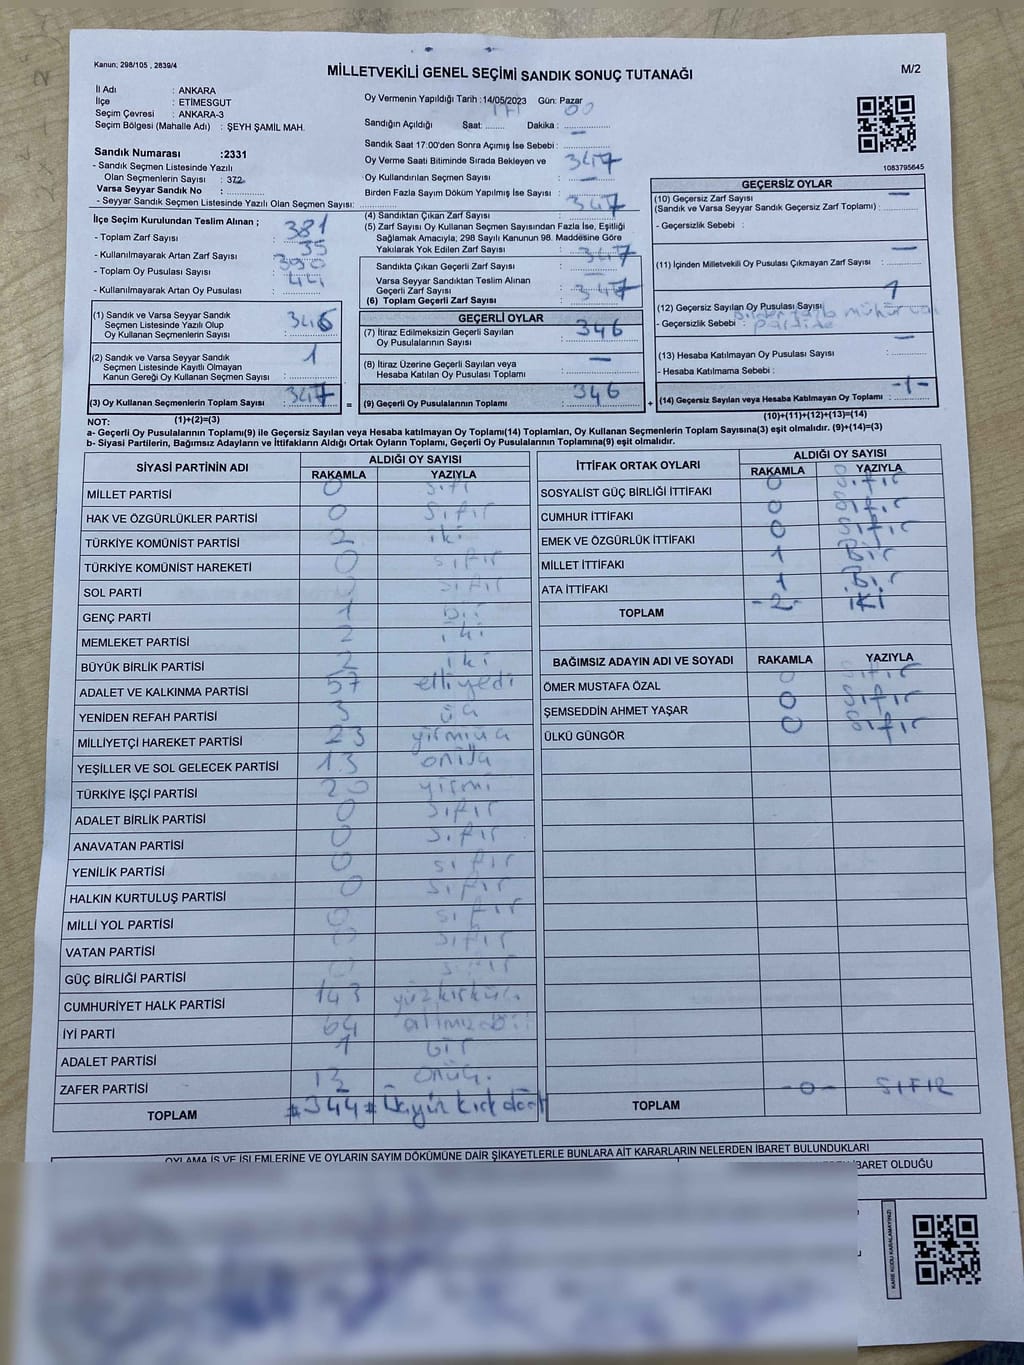 Kanun; 298/105 , 2839/4
MİLLETVEKİLİ GENEL SEÇİMİ SANDIK SONUÇ TUTANAĞI
M/2
İl Adı : ANKARA
İlçe : ETİMESGUT
Seçim Çevresi : ANKARA-3
Seçim Bölgesi (Mahalle Adı) : ŞEYH ŞAMİL MAH.
Oy Vermenin Yapıldığı Tarih :14/05/2023 Gün: Pazar
Sandığın Açıldığı Saat: 17 Dakika : 00
Sandık Saat 17:00'den Sonra Açımış İse Sebebi : —
Oy Verme Saati Bitiminde Sırada Bekleyen ve
Oy Kullandırılan Seçmen Sayısı : 347
Birden Fazla Sayım Döküm Yapılmış İse Sayısı : —
Sandık Numarası :2331
- Sandık Seçmen Listesinde Yazılı
Olan Seçmenlerin Sayısı : 372
Varsa Seyyar Sandık No :
- Seyyar Sandık Seçmen Listesinde Yazılı Olan Seçmen Sayısı:
1083795645
İlçe Seçim Kurulundan Teslim Alınan ;
- Toplam Zarf Sayısı : 381
- Kullanılmayarak Artan Zarf Sayısı : 35
- Toplam Oy Pusulası Sayısı : 390
- Kullanılmayarak Artan Oy Pusulası : 44
(1) Sandık ve Varsa Seyyar Sandık
Seçmen Listesinde Yazılı Olup
Oy Kullanan Seçmenlerin Sayısı : 346
(2) Sandık ve Varsa Seyyar Sandık
Seçmen Listesinde Kayıtlı Olmayan
Kanun Gereği Oy Kullanan Seçmen Sayısı : 1
(3) Oy Kullanan Seçmenlerin Toplam Sayısı : 347
(4) Sandıktan Çıkan Zarf Sayısı : 347
(5) Zarf Sayısı Oy Kullanan Seçmen Sayısından Fazla İse, Eşitliği
Sağlamak Amacıyla; 298 Sayılı Kanunun 98. Maddesine Göre
Yakılarak Yok Edilen Zarf Sayısı :
Sandıkta Çıkan Geçerli Zarf Sayısı : 347
Varsa Seyyar Sandıktan Teslim Alınan
Geçerli Zarf Sayısı : —
(6) Toplam Geçerli Zarf Sayısı : 347
GEÇERLİ OYLAR
(7) İtiraz Edilmeksizin Geçerli Sayılan
Oy Pusulalarının Sayısı : 346
(8) İtiraz Üzerine Geçerli Sayılan veya
Hesaba Katılan Oy Pusulası Toplamı : —
= (9) Geçerli Oy Pusulalarının Toplamı : 346 +
GEÇERSİZ OYLAR
(10) Geçersiz Zarf Sayısı —
(Sandık ve Varsa Seyyar Sandık Geçersiz Zarf Toplamı) :
- Geçersizlik Sebebi :
(11) İçinden Milletvekili Oy Pusulası Çıkmayan Zarf Sayısı : —
(12) Geçersiz Sayılan Oy Pusulası Sayısı : 1
- Geçersizlik Sebebi : Birden fazla
partide
(13) Hesaba Katılmayan Oy Pusulası Sayısı : —
- Hesaba Katılmama Sebebi :
(14) Geçersiz Sayılan veya Hesaba Katılmayan Oy Toplamı : -1-
NOT: (1)+(2)=(3) (10)+(11)+(12)+(13)=(14)
a- Geçerli Oy Pusulalarının Toplamı(9) ile Geçersiz Sayılan veya Hesaba katılmayan Oy Toplamı(14) Toplamları, Oy Kullanan Seçmenlerin Toplam Sayısına(3) eşit olmalıdır. (9)+(14)=(3)
b- Siyasi Partilerin, Bağımsız Adayların ve İttifakların Aldığı Ortak Oyların Toplamı, Geçerli Oy Pusulalarının Toplamına(9) eşit olmalıdır.
SİYASİ PARTİNİN ADI ALDIĞI OY SAYISI
RAKAMLA YAZIYLA
MİLLET PARTİSİ 0
HAK VE ÖZGÜRLÜKLER PARTİSİ 0 sıfır
TÜRKİYE KOMÜNİST PARTİSİ 2 iki
TÜRKİYE KOMÜNİST HAREKETİ 0 sıfır
SOL PARTİ 0 sıfır
GENÇ PARTİ 1 bir
MEMLEKET PARTİSİ 2 iki
BÜYÜK BİRLİK PARTİSİ 2 iki
ADALET VE KALKINMA PARTİSİ 57 elliyedi
YENİDEN REFAH PARTİSİ 3 üç
MİLLİYETÇİ HAREKET PARTİSİ 23 yirmiüç
YEŞİLLER VE SOL GELECEK PARTİSİ 13 onüç
TÜRKİYE İŞÇİ PARTİSİ 20 yirmi
ADALET BİRLİK PARTİSİ 0 sıfır
ANAVATAN PARTİSİ 0 sıfır
YENİLİK PARTİSİ 0 sıfır
HALKIN KURTULUŞ PARTİSİ 0 sıfır
MİLLİ YOL PARTİSİ 0 sıfır
VATAN PARTİSİ 0 sıfır
GÜÇ BİRLİĞİ PARTİSİ 0 sıfır
CUMHURİYET HALK PARTİSİ 143 yüzkırküç
İYİ PARTİ 64
ADALET PARTİSİ 1 bir
ZAFER PARTİSİ 13 onüç.
TOPLAM #344#
İTTİFAK ORTAK OYLARI ALDIĞI OY SAYISI
RAKAMLA YAZIYLA
SOSYALİST GÜÇ BİRLİĞİ İTTİFAKI 0 sıfır
CUMHUR İTTİFAKI 0 sıfır
EMEK VE ÖZGÜRLÜK İTTİFAKI 0 sıfır
MİLLET İTTİFAKI 1 Bir
ATA İTTİFAKI 1 Bir
TOPLAM -2- iki
BAĞIMSIZ ADAYIN ADI VE SOYADI RAKAMLA YAZIYLA
ÖMER MUSTAFA ÖZAL 0 sıfır
ŞEMSEDDİN AHMET YAŞAR 0 sıfır
ÜLKÜ GÜNGÖR 0 sıfır
TOPLAM -0- SIFIR
OYLAMA İŞ VE İŞLEMLERİNE VE OYLARIN SAYIM DÖKÜMÜNE DAİR ŞİKAYETLERLE BUNLARA AİT KARARLARIN NELERDEN İBARET BULUNDUKLARI
İBARET OLDUĞU